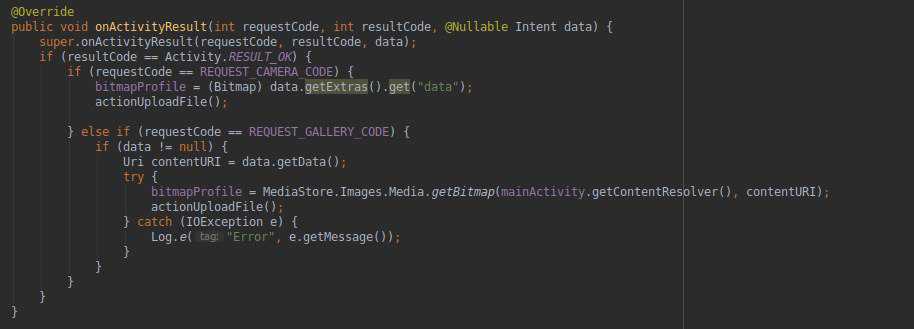 @Override
public void onActivityResult(int requestCode, int resultCode, @Nullable Intent data) {
    super.onActivityResult(requestCode, resultCode, data);
    if (resultCode == Activity.RESULT_OK) {
        if (requestCode == REQUEST_CAMERA_CODE) {
            bitmapProfile = (Bitmap) data.getExtras().get("data");
            actionUploadFile();

        } else if (requestCode == REQUEST_GALLERY_CODE) {
            if (data != null) {
                Uri contentURI = data.getData();
                try {
                    bitmapProfile = MediaStore.Images.Media.getBitmap(mainActivity.getContentResolver(), contentURI);
                    actionUploadFile();
                } catch (IOException e) {
                    Log.e( tag: "Error", e.getMessage());
                }
            }
        }
    }
}